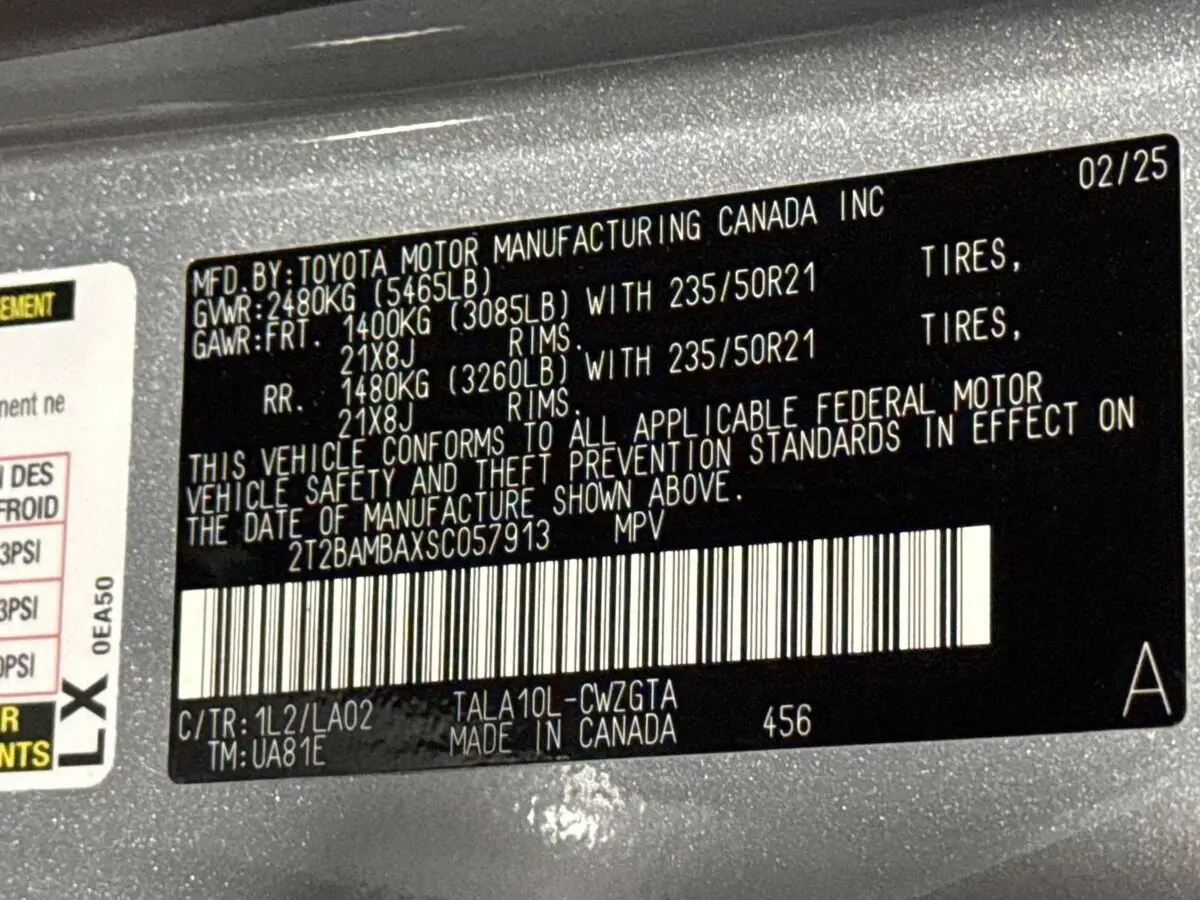 02/25
MFD.BY:TOYOTA MOTOR MANUFACTURING CANADA INC
GVWR:2480KG (5465LB)
GAWR:FRT. 1400KG (3085LB) WITH 235/50R21 TIRES,
21X8J RIMS.
RR. 1480KG (3260LB) WITH 235/50R21 TIRES,
21X8J RIMS.
THIS VEHICLE CONFORMS TO ALL APPLICABLE FEDERAL MOTOR
VEHICLE SAFETY AND THEFT PREVENTION STANDARDS IN EFFECT ON
THE DATE OF MANUFACTURE SHOWN ABOVE.
2T2BAMBAXSC057913 MPV
C/TR:1L2/LA02 TALA10L-CWZGTA
TM:UA81E MADE IN CANADA 456
A
EMENT
ment ne
DES
FROID
3PSI
3PSI
0PSI
R
NTS
LX 0EA50